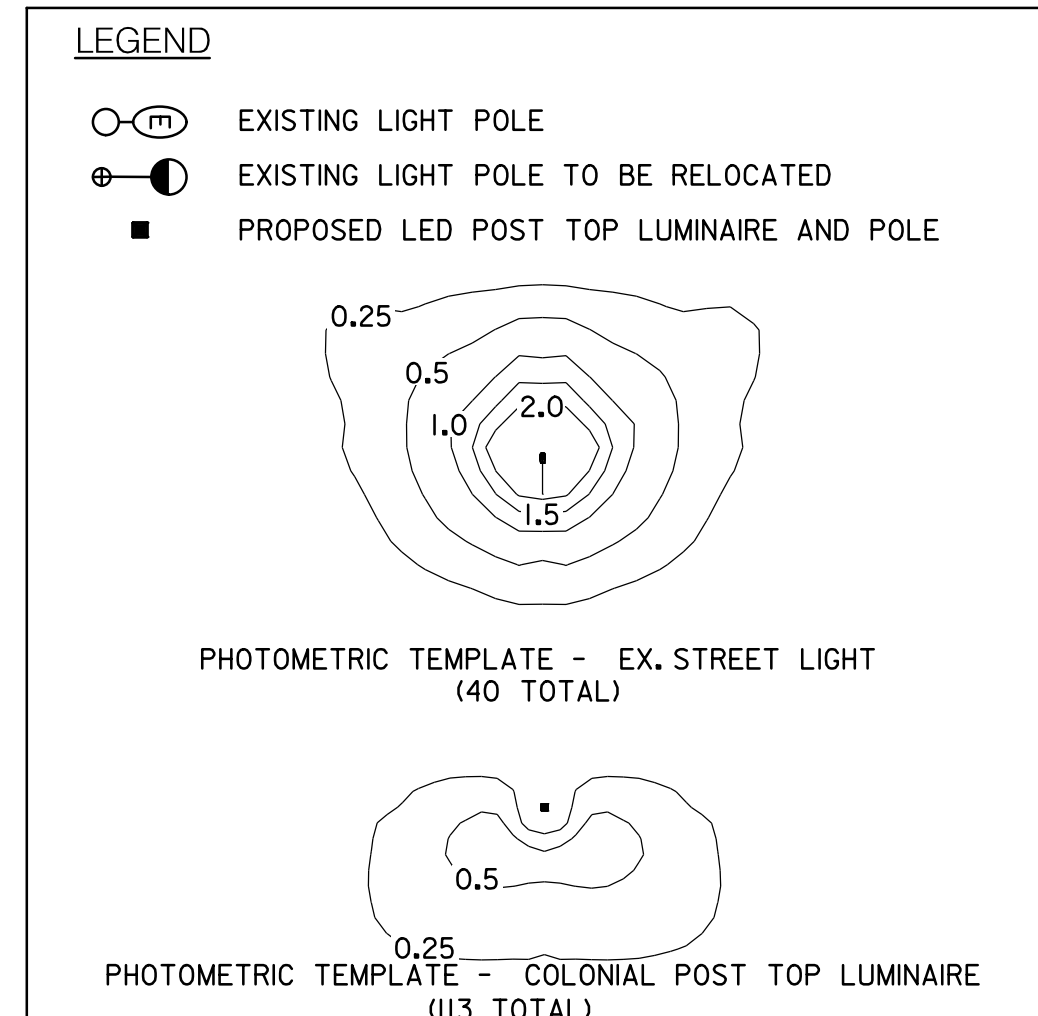 LEGEND
E
EXISTING LIGHT POLE
EXISTING LIGHT POLE TO BE RELOCATED
PROPOSED LED POST TOP LUMINAIRE AND POLE
0.25
0.5
2.0
1.0
1.5
PHOTOMETRIC TEMPLATE - EX. STREET LIGHT
(40 TOTAL)
0.5
0.25
PHOTOMETRIC TEMPLATE - COLONIAL POST TOP LUMINAIRE
(113 TOTAL)